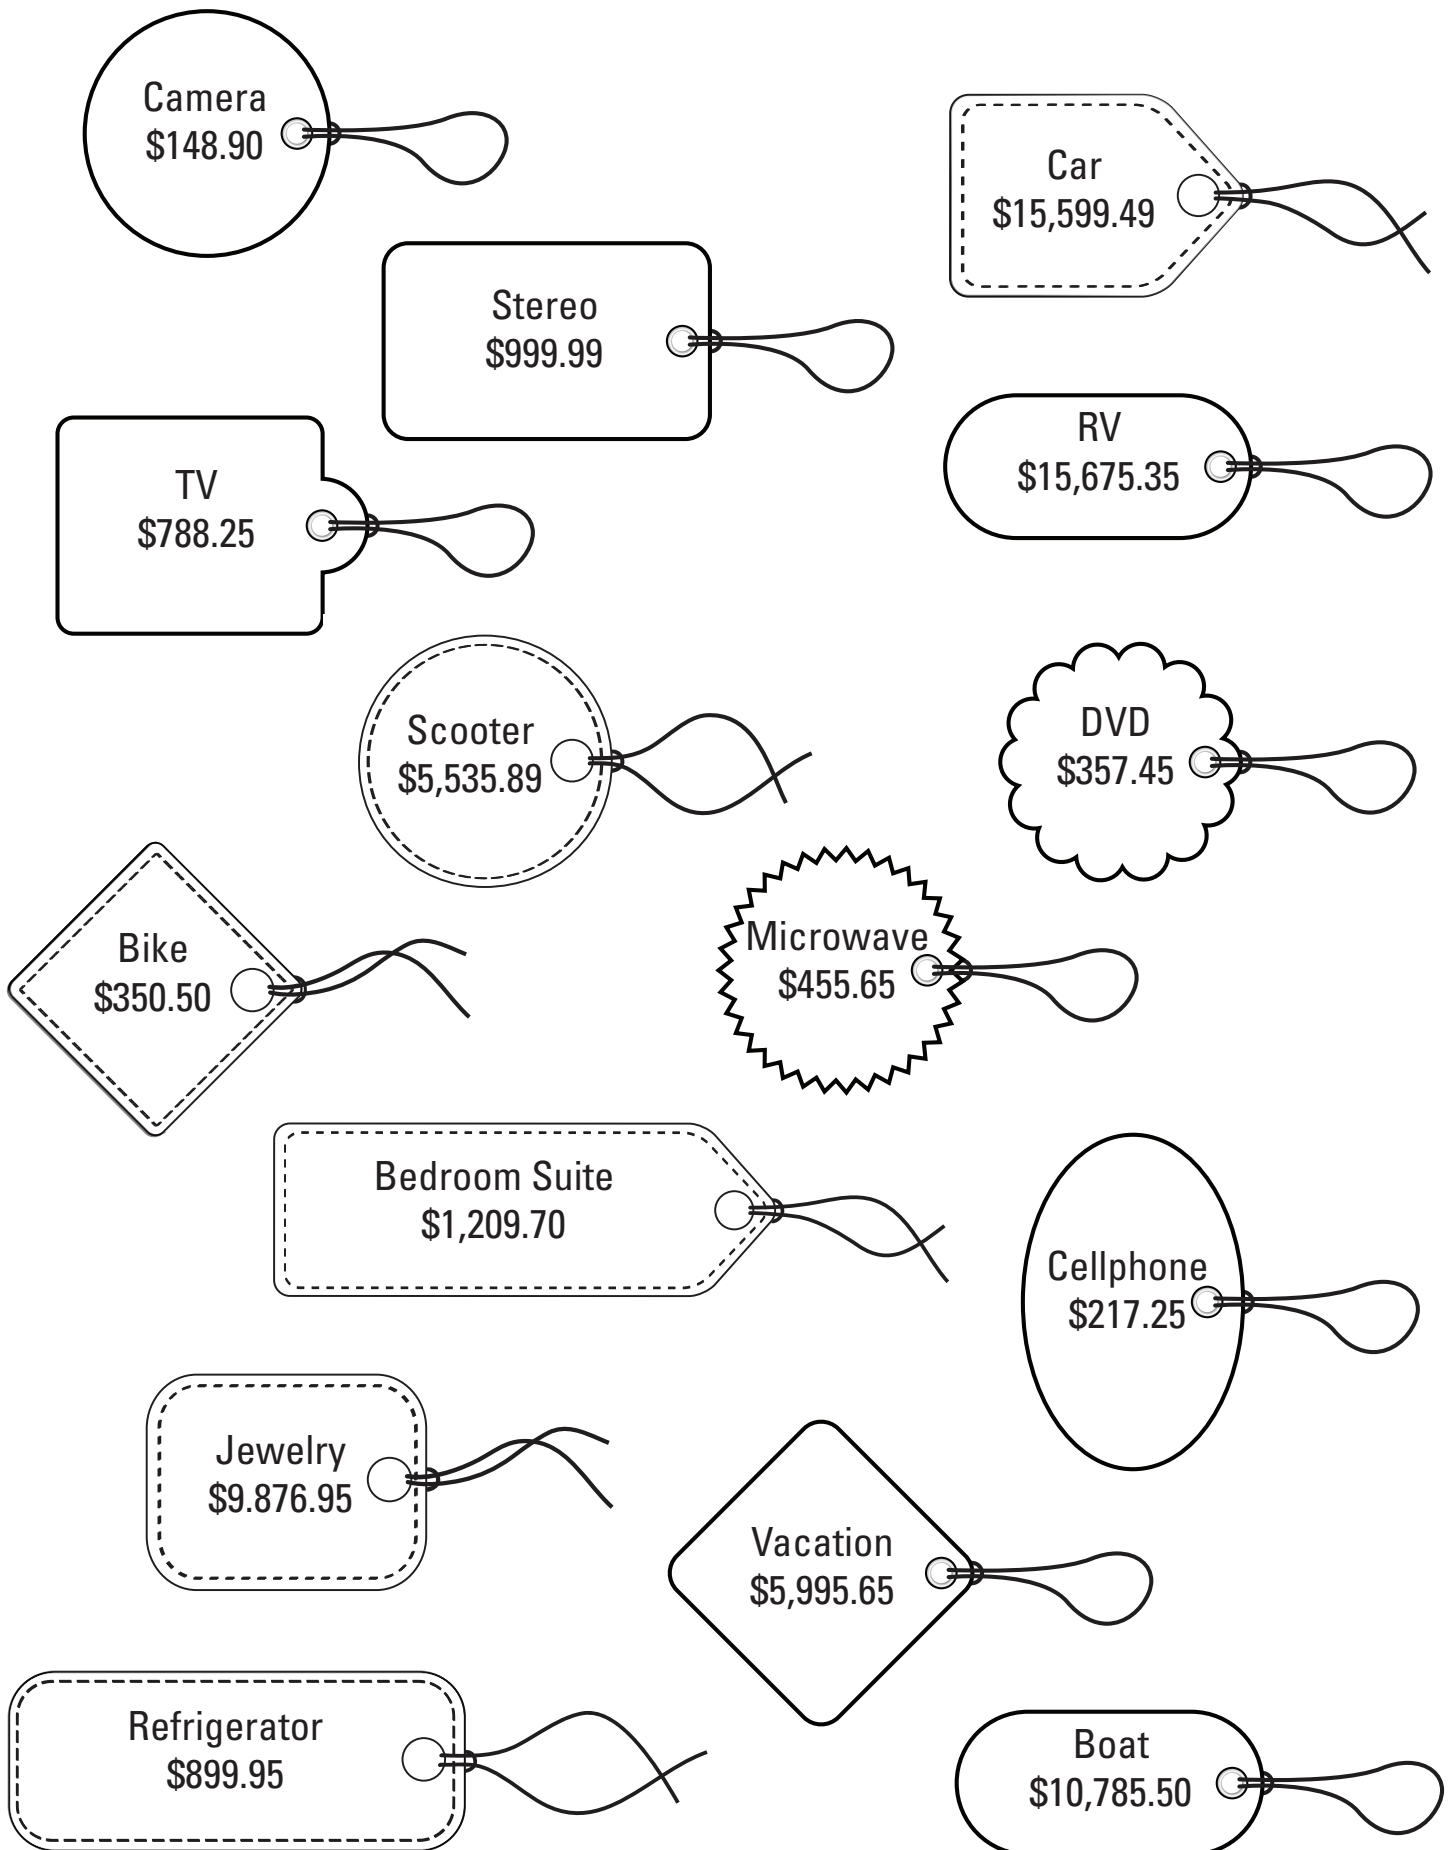 Camera
$148.90
Car
$15,599.49
Stereo
$999.99
RV
$15,675.35
TV
$788.25
Scooter
$5,535.89
DVD
$357.45
Bike
$350.50
Microwave
$455.65
Bedroom Suite
$1,209.70
Cellphone
$217.25
Jewelry
$9.876.95
Vacation
$5,995.65
Refrigerator
$899.95
Boat
$10,785.50